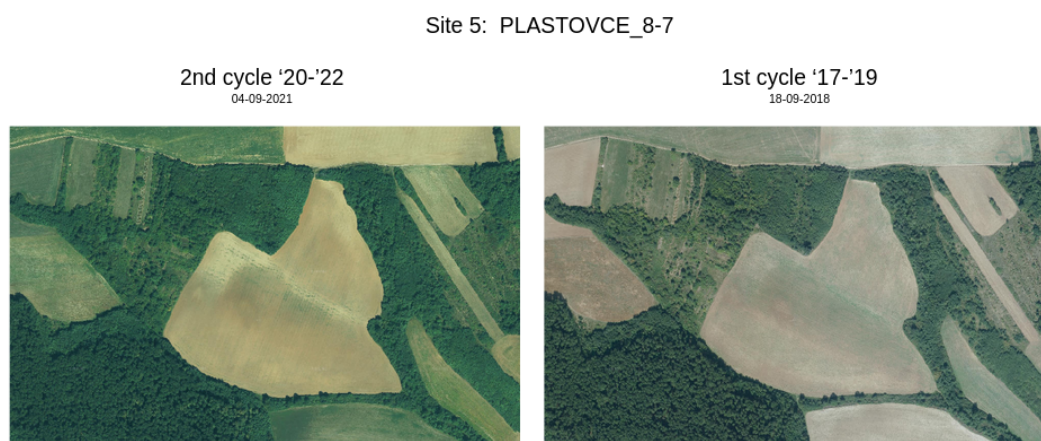 Site 5:  PLASTOVCE_8-7
2nd cycle ‘20-’22
04-09-2021
1st cycle ‘17-’19
18-09-2018